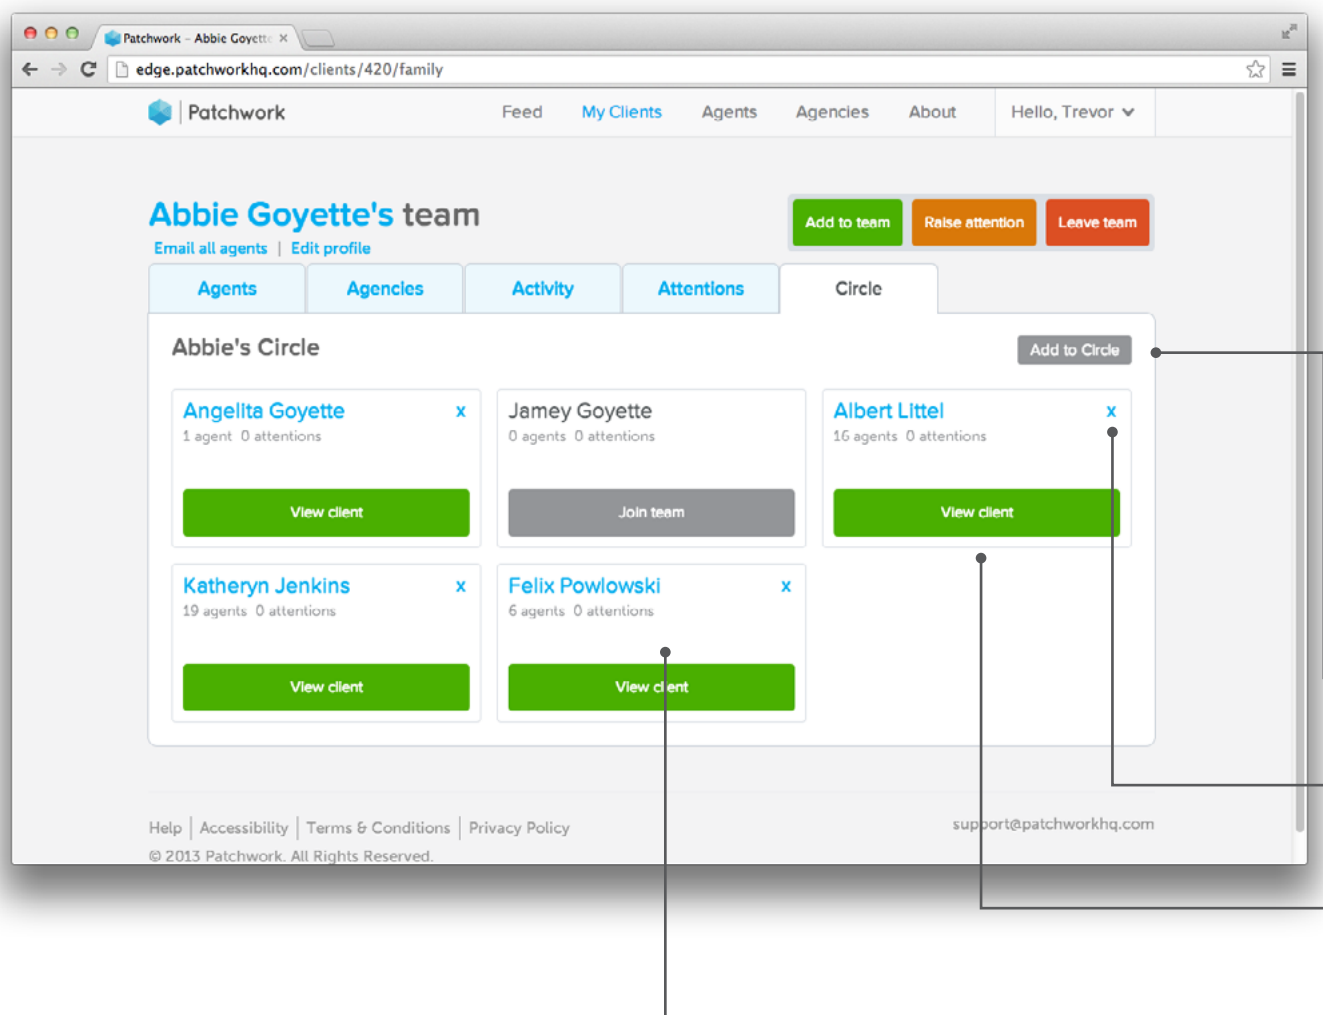 Patchwork – Abbie Goyette
edge.patchworkhq.com/clients/420/family
Patchwork
Feed My Clients Agents Agencies About Hello, Trevor
Abbie Goyette's team
Add to team Raise attention Leave team
Email all agents | Edit profile
Agents Agencies Activity Attentions Circle
Abbie's Circle
Add to Circle
Angelita Goyette x
1 agent 0 attentions
View client
Jamey Goyette
0 agents 0 attentions
Join team
Albert Littel x
16 agents 0 attentions
View client
Katheryn Jenkins x
19 agents 0 attentions
View client
Felix Powlowski x
6 agents 0 attentions
View client
Help | Accessibility | Terms & Conditions | Privacy Policy
support@patchworkhq.com
© 2013 Patchwork. All Rights Reserved.